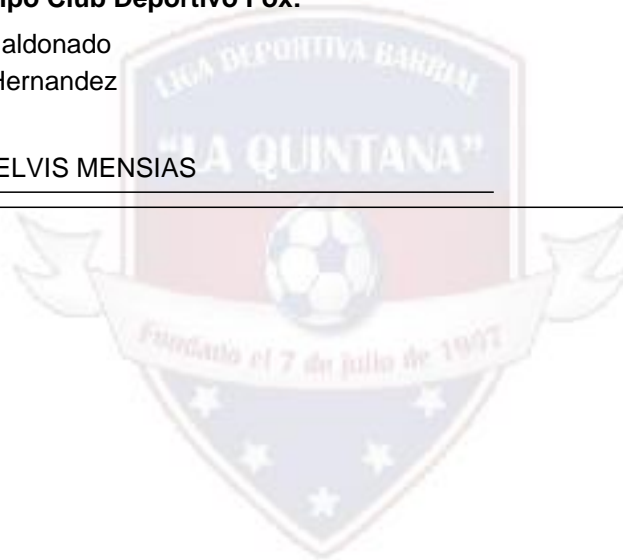 ipo Club Deportivo Fox:
aldonado
Hernandez
LIGA DEPORTIVA BARRIAL
"LA QUINTANA"
ELVIS MENSIAS
Fundado el 7 de julio de